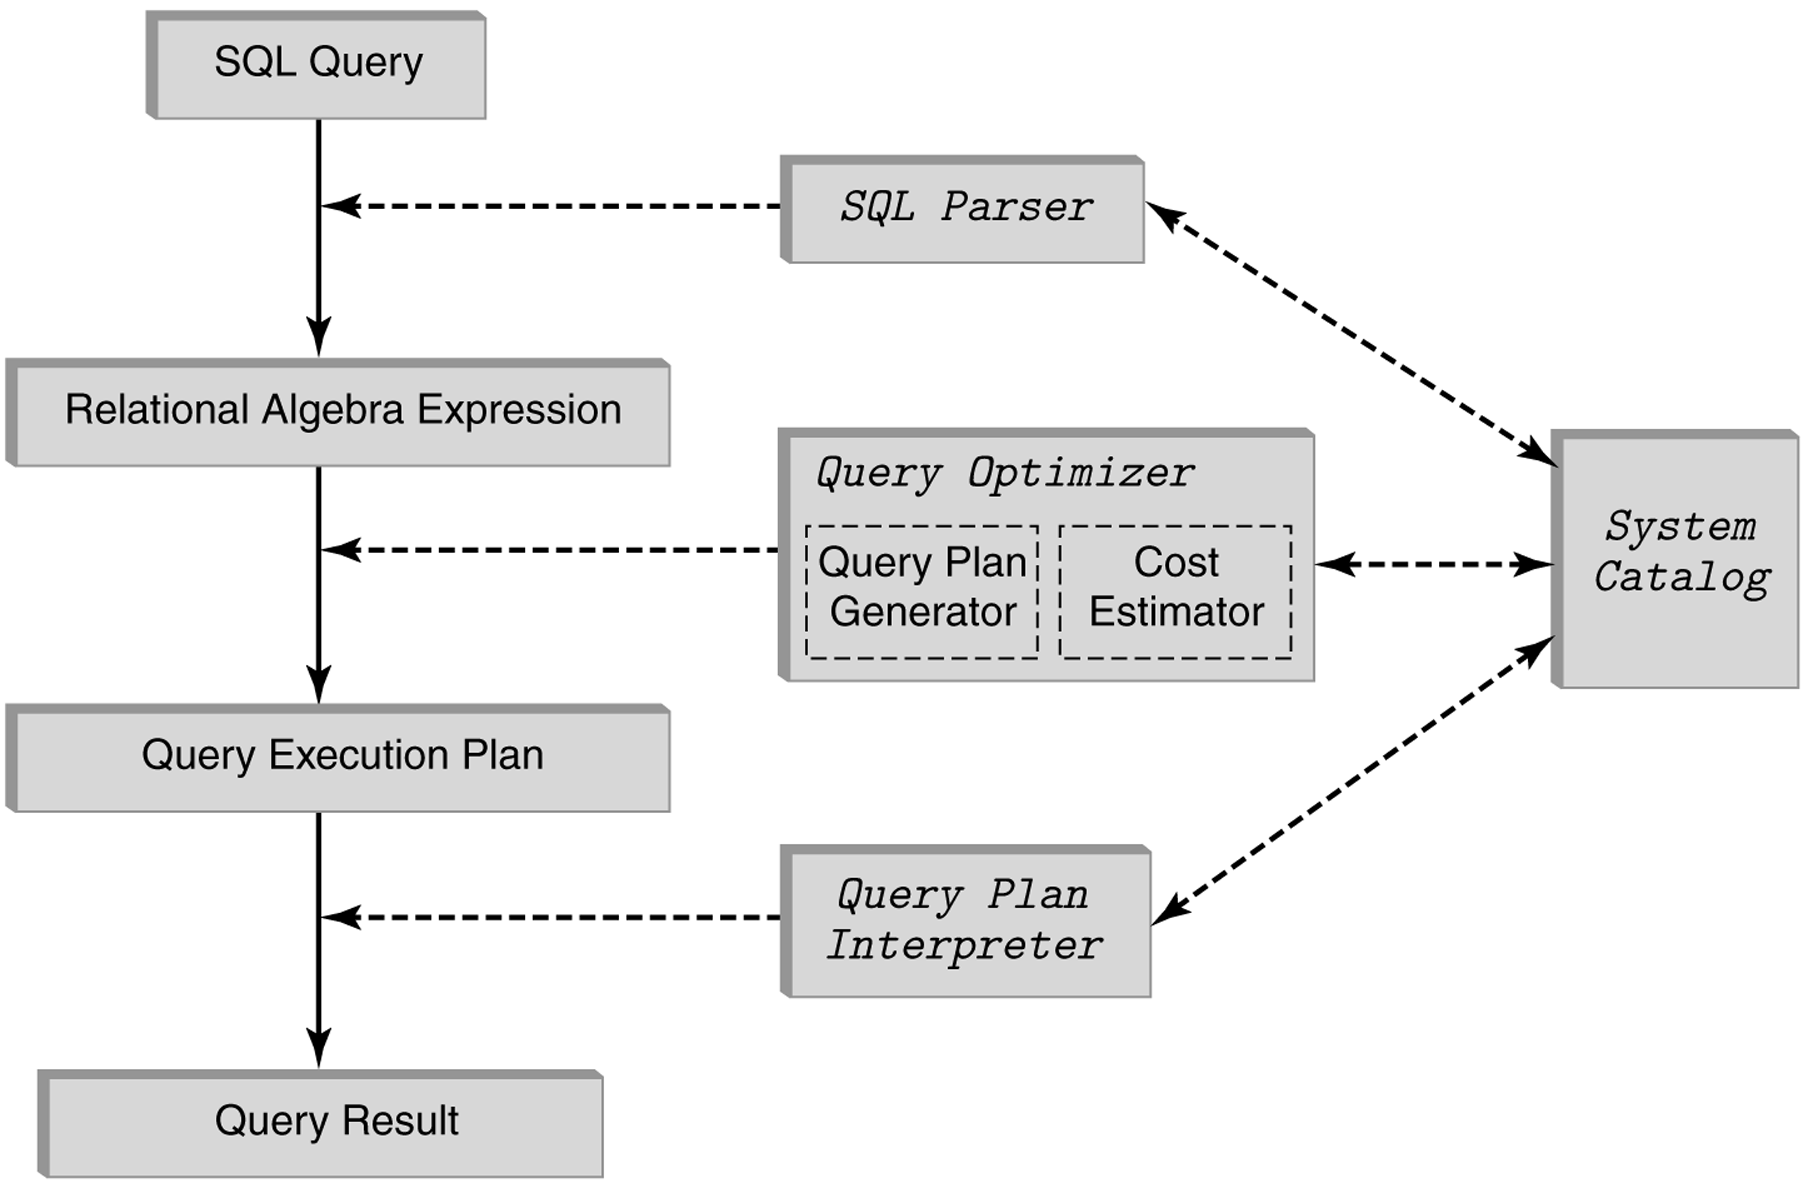 SQL Query
SQL Parser
Relational Algebra Expression
Query Optimizer
Query Plan
Generator
Cost
Estimator
System
Catalog
Query Execution Plan
Query Plan
Interpreter
Query Result